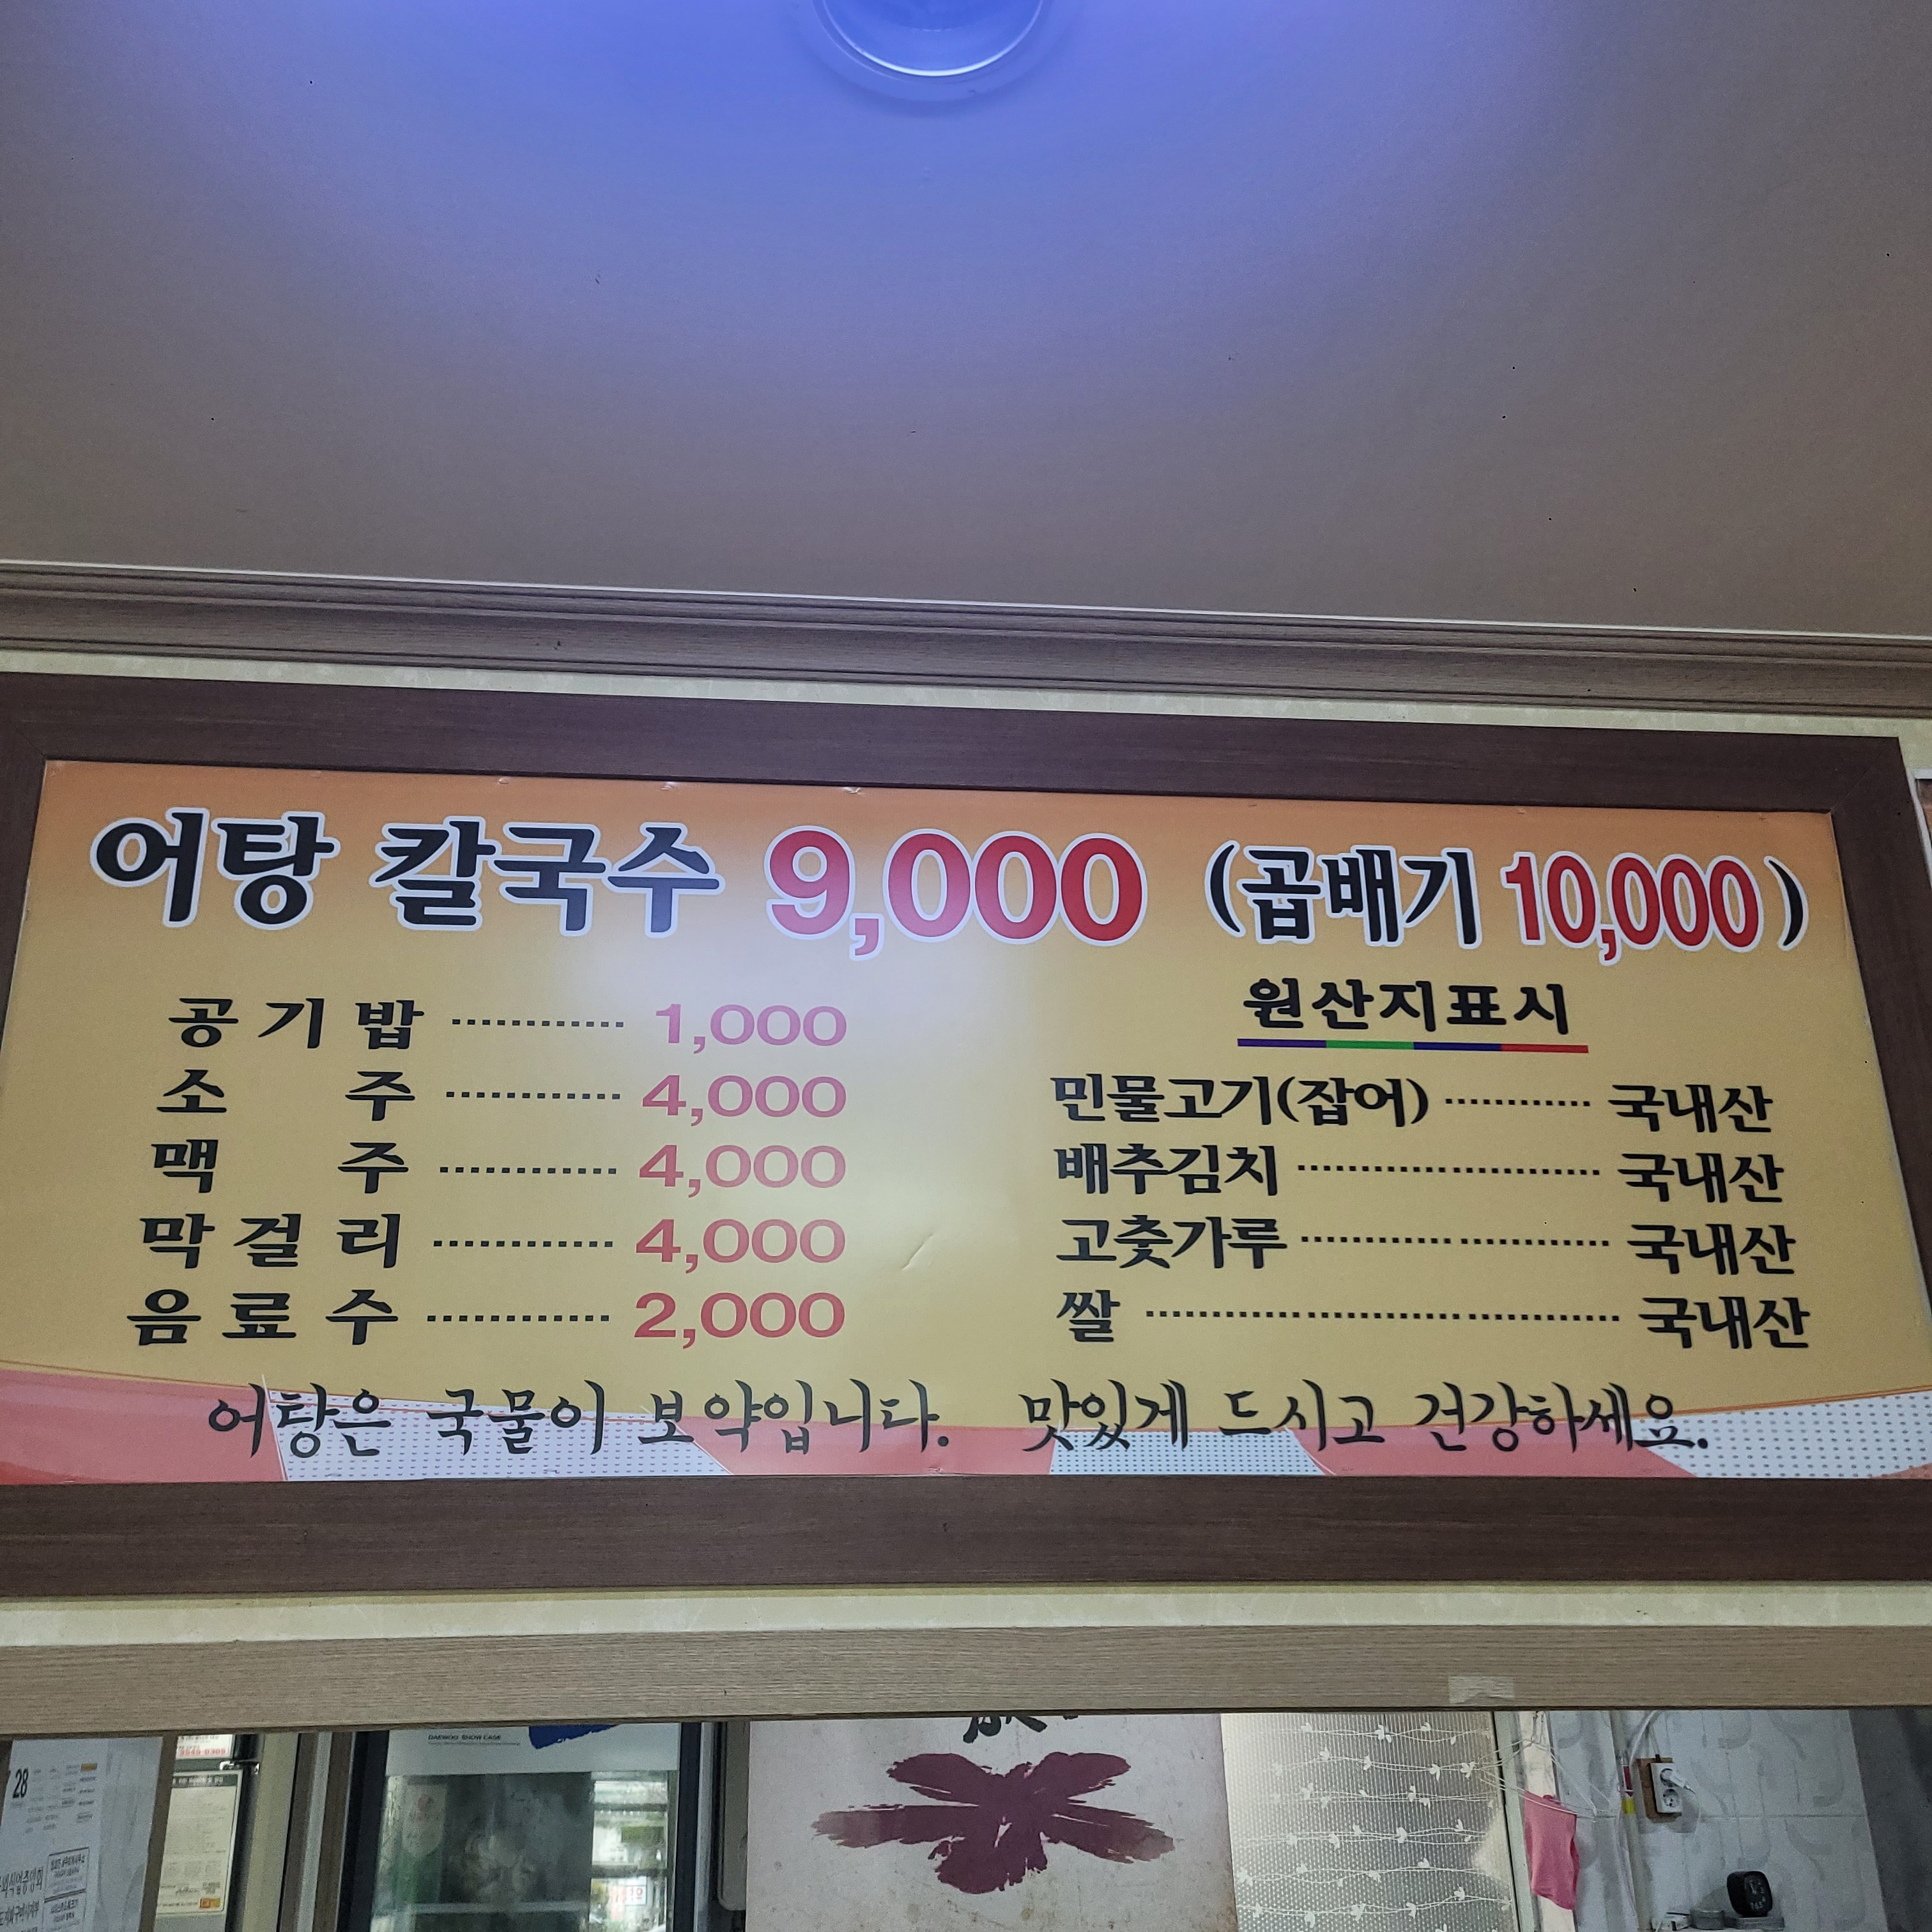 어탕 칼국수 9,000 (곱배기 10,000)
공기밥 ············ 1,000
소 주 ············ 4,000
맥 주 ············ 4,000
막걸리 ············ 4,000
음료수 ············ 2,000
원산지표시
민물고기(잡어) ············ 국내산
배추김치 ························ 국내산
고춧가루 ························ 국내산
쌀 ···································· 국내산
어탕은 국물이 보약입니다. 맛있게 드시고 건강하세요.
28
DAEWOO SHOW CASE